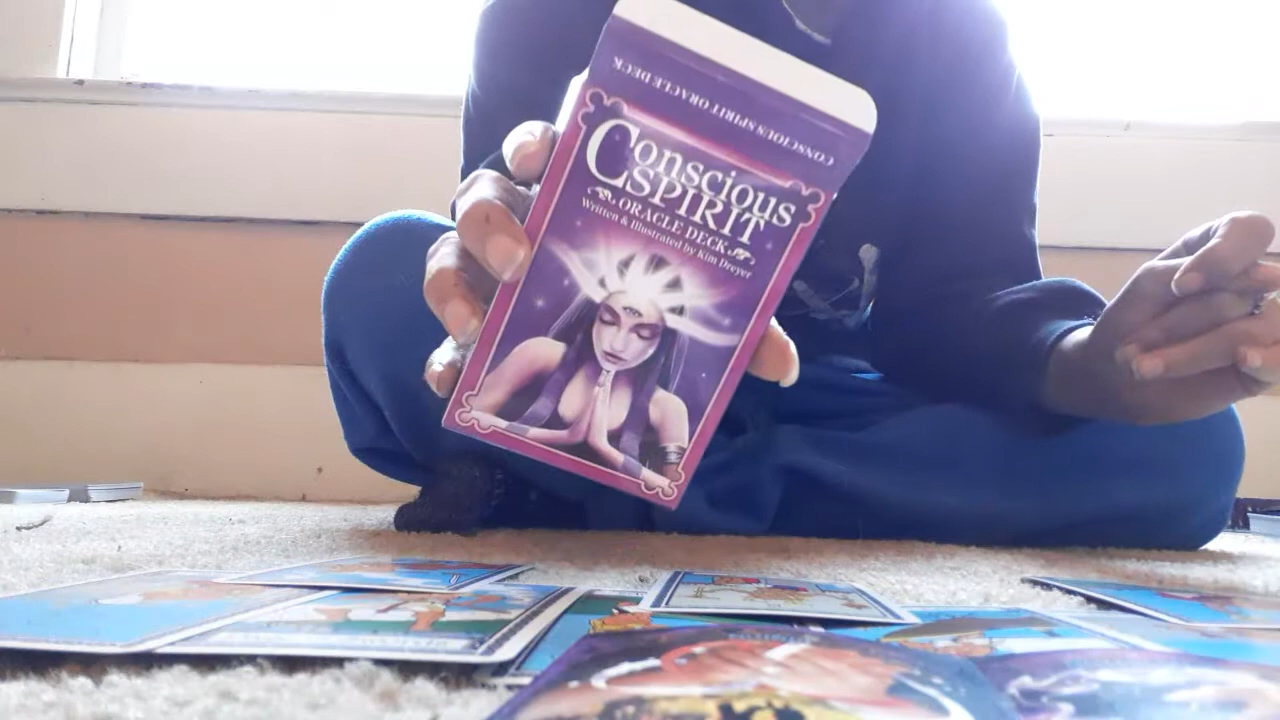 CONSCIOUS SPIRIT ORACLE DECK
Conscious
SPIRIT
ORACLE DECK
Written & Illustrated by Kim Dreyer